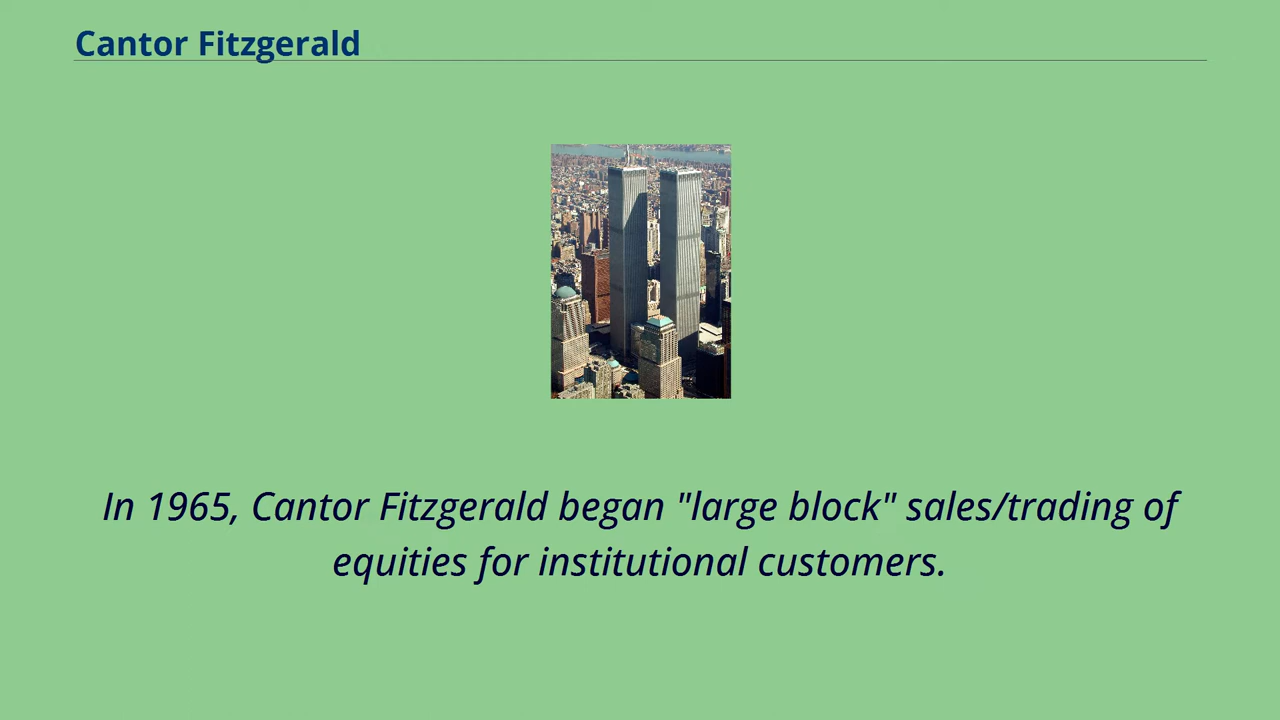 Cantor Fitzgerald
In 1965, Cantor Fitzgerald began "large block" sales/trading of
equities for institutional customers.